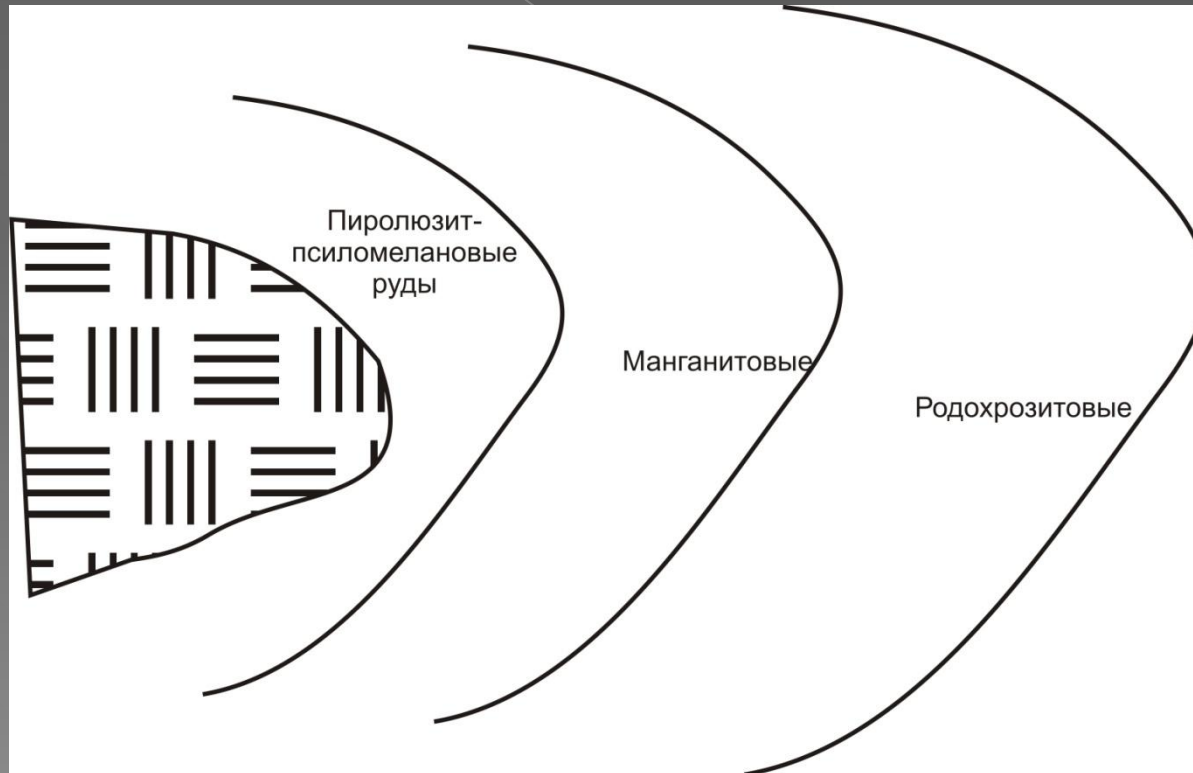 Пиролюзит-
псиломелановые
руды
Манганитовые
Родохрозитовые